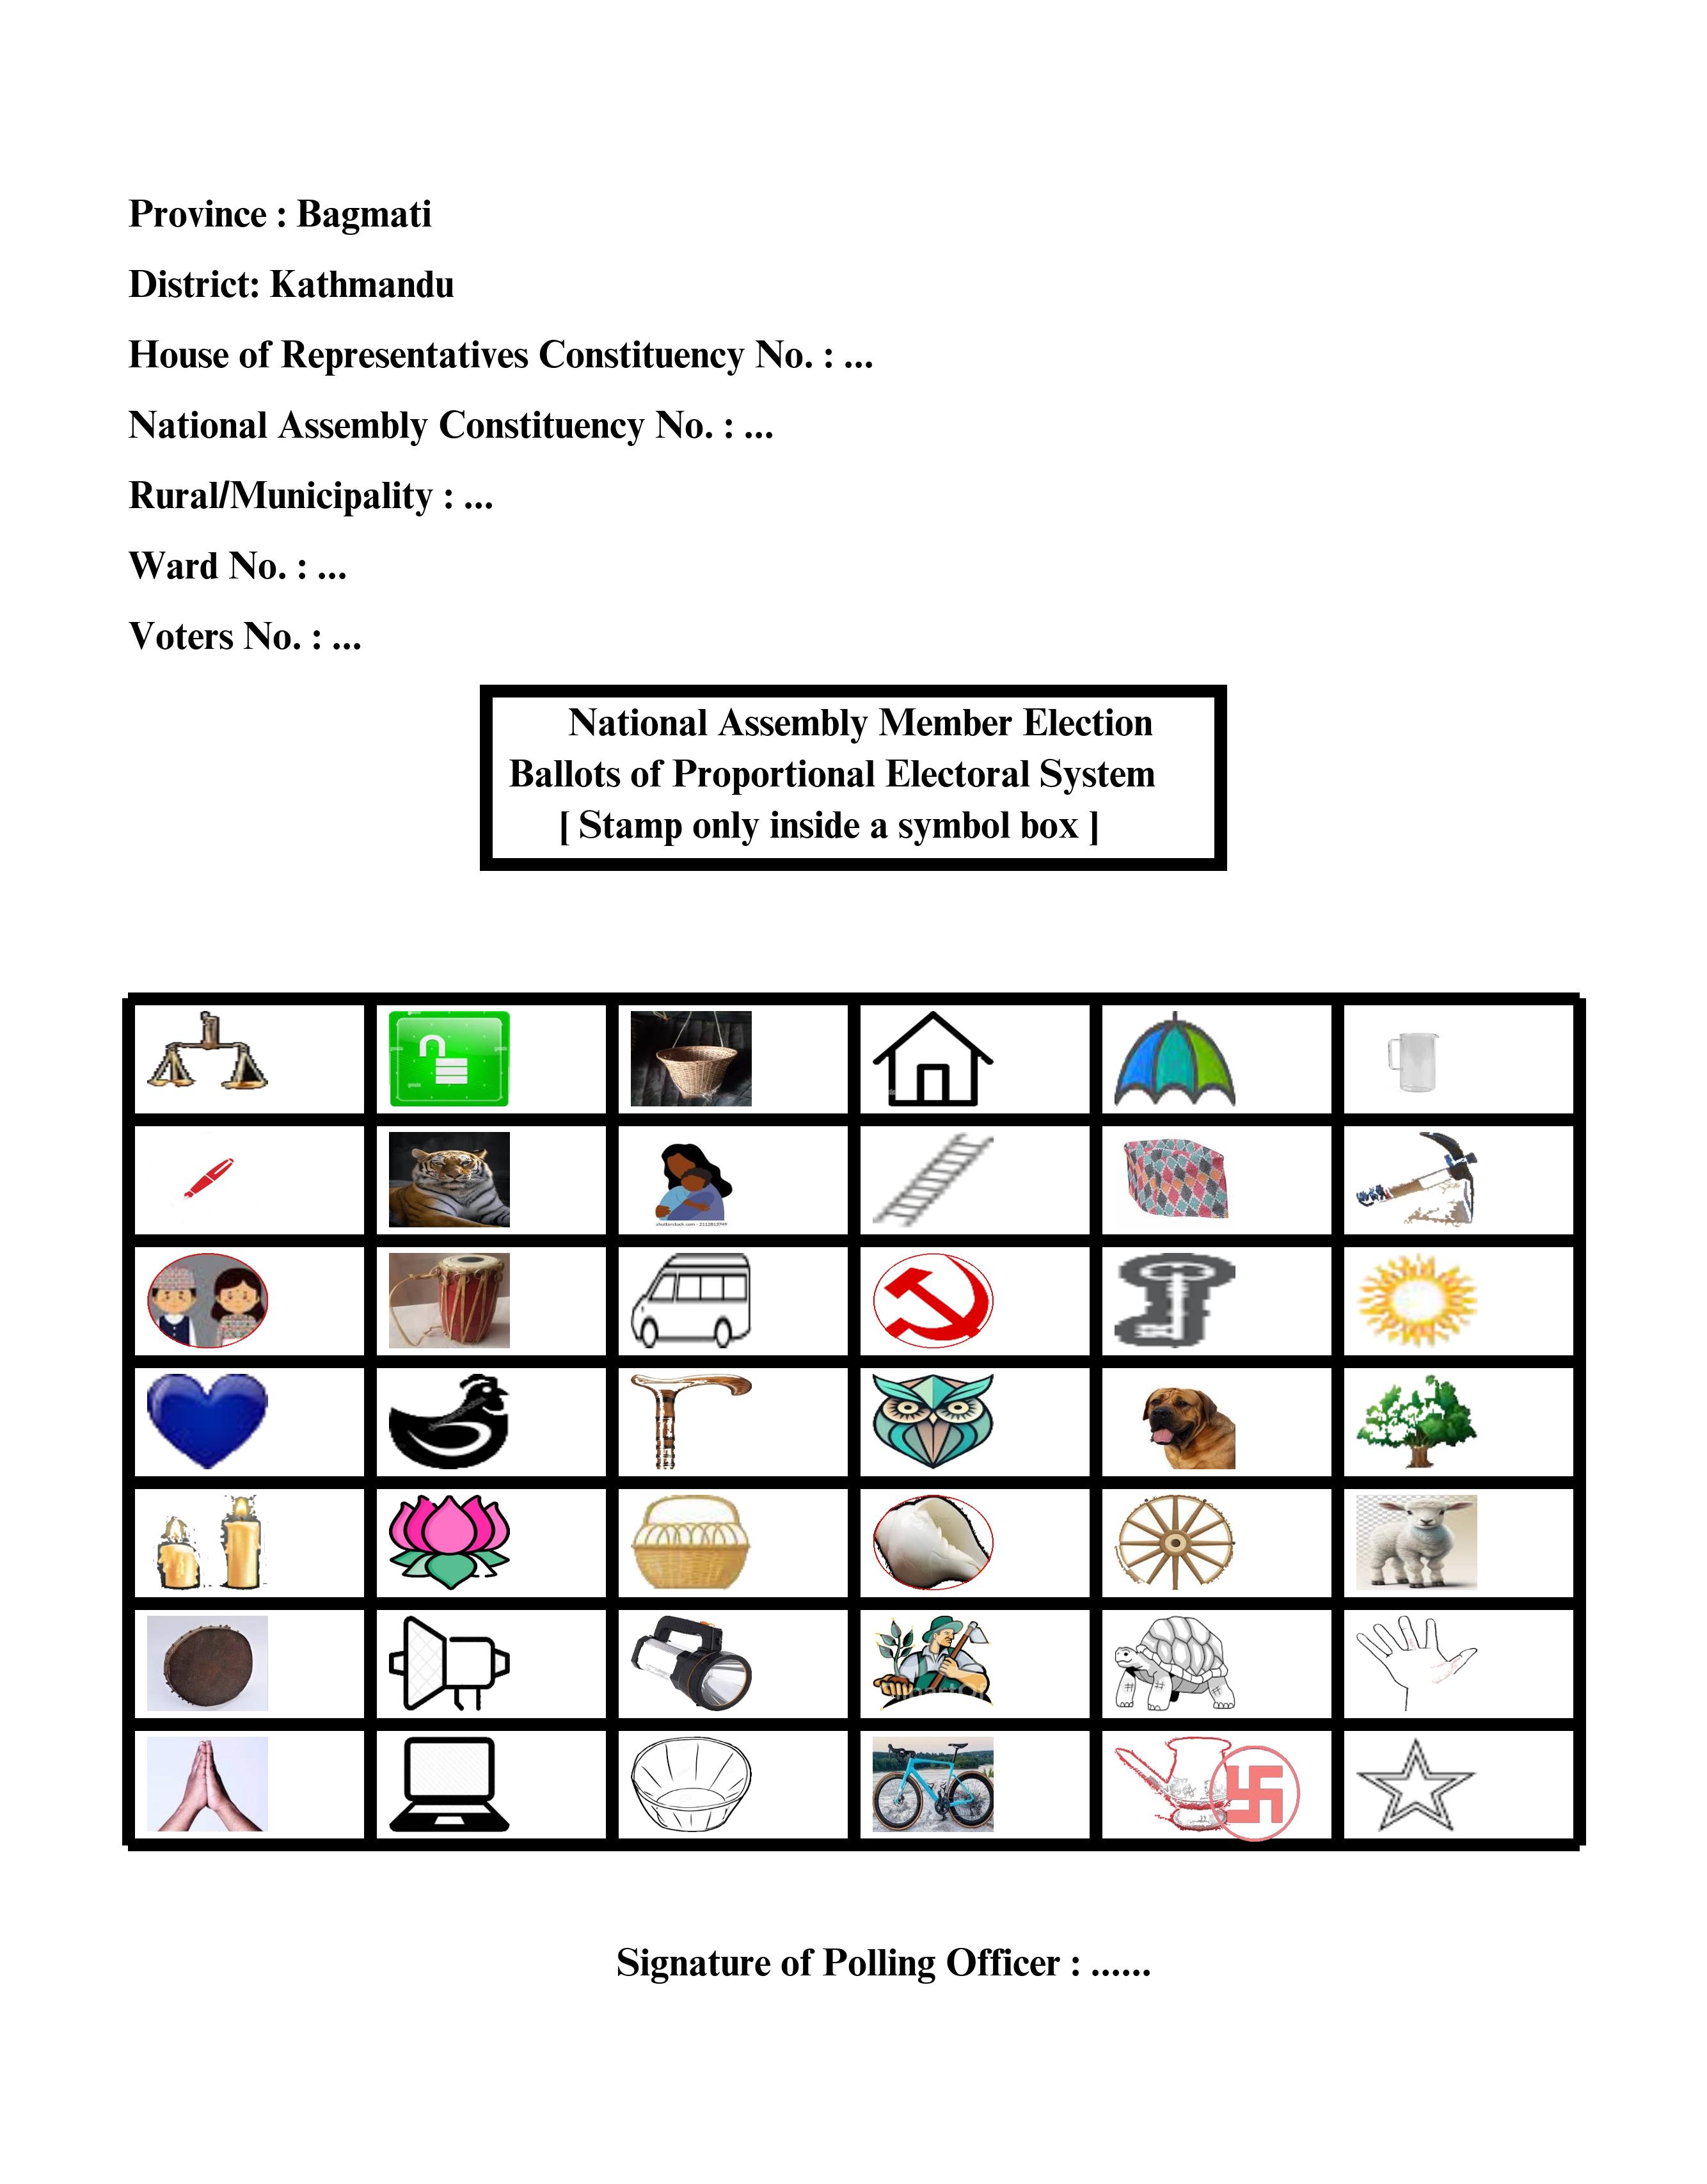 Province : Bagmati
District: Kathmandu
House of Representatives Constituency No. : ...
National Assembly Constituency No. : ...
Rural/Municipality : ...
Ward No. : ...
Voters No. : ...
National Assembly Member Election
Ballots of Proportional Electoral System
[ Stamp only inside a symbol box ]
Signature of Polling Officer : ......